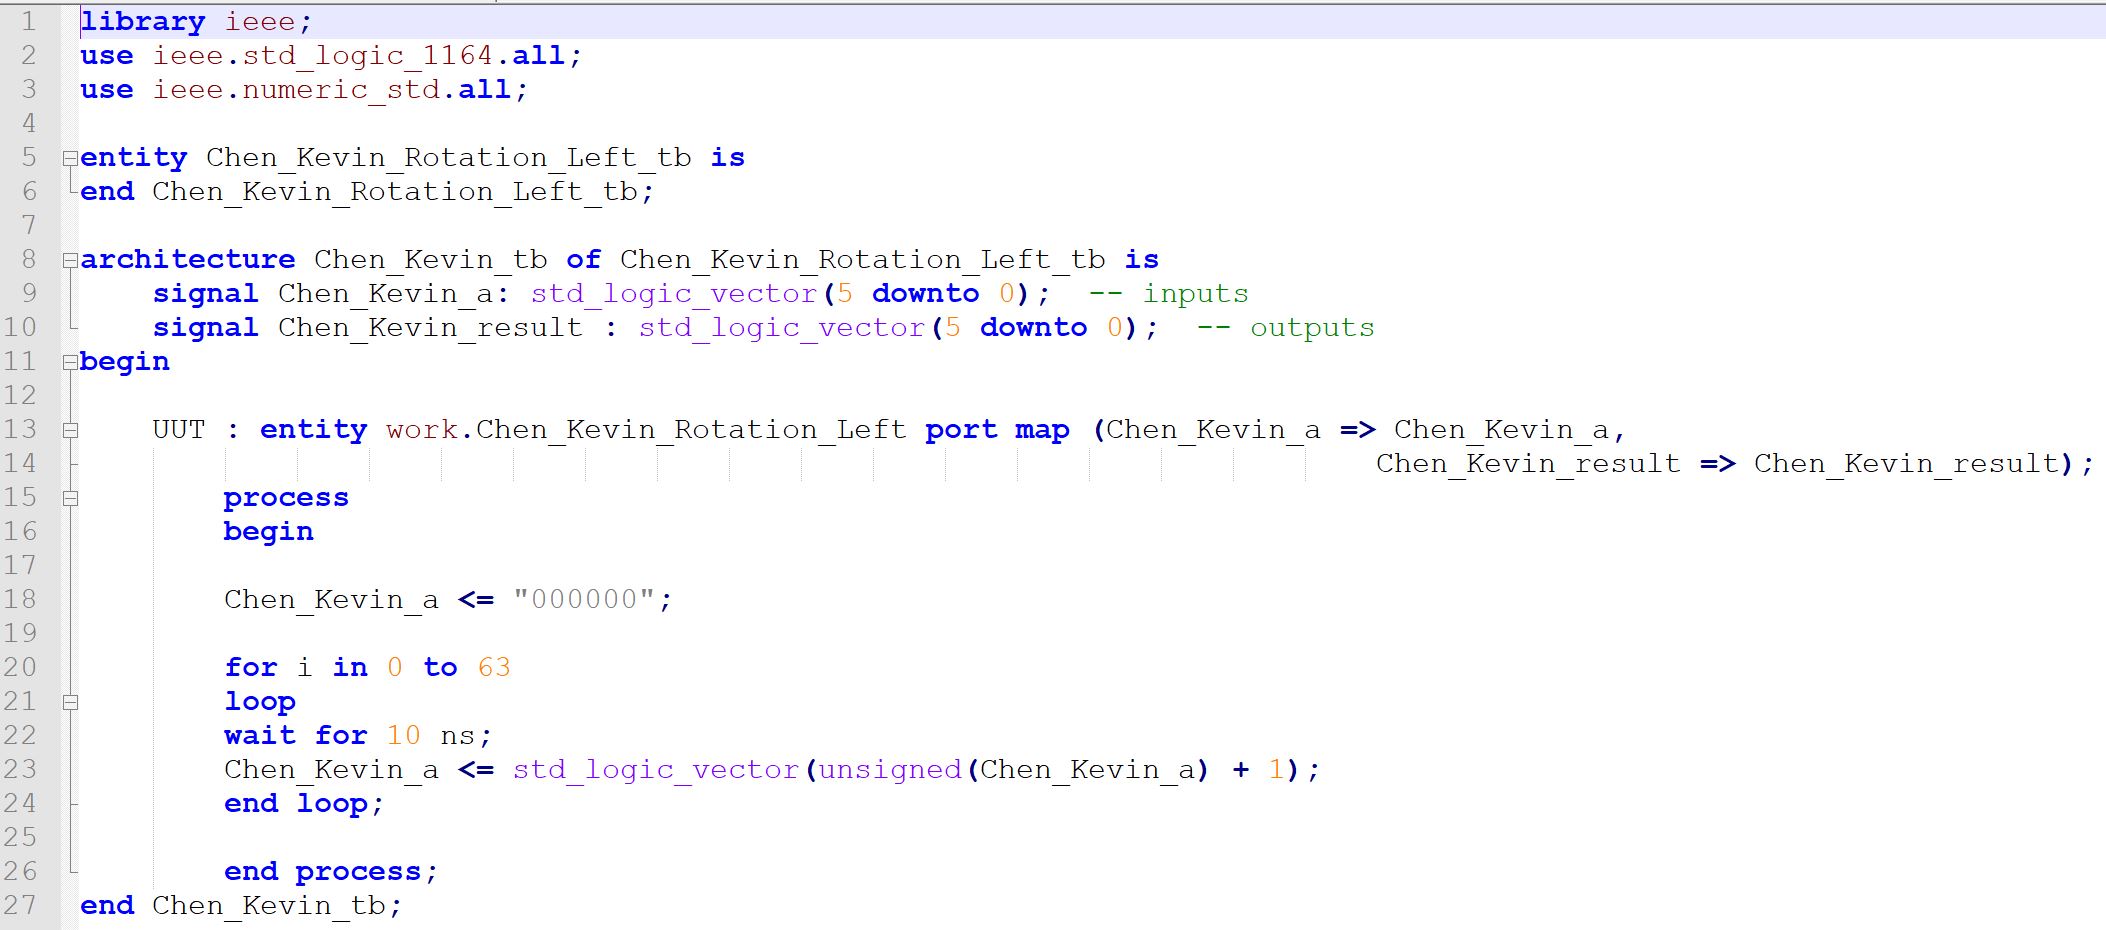 1 library ieee;
2 use ieee.std_logic_1164.all;
3 use ieee.numeric_std.all;
4
5 entity Chen_Kevin_Rotation_Left_tb is
6 end Chen_Kevin_Rotation_Left_tb;
7
8 architecture Chen_Kevin_tb of Chen_Kevin_Rotation_Left_tb is
9     signal Chen_Kevin_a: std_logic_vector(5 downto 0);  -- inputs
10     signal Chen_Kevin_result : std_logic_vector(5 downto 0);  -- outputs
11 begin
12
13     UUT : entity work.Chen_Kevin_Rotation_Left port map (Chen_Kevin_a => Chen_Kevin_a,
14                                                                         Chen_Kevin_result => Chen_Kevin_result);
15         process
16         begin
17
18         Chen_Kevin_a <= "000000";
19
20         for i in 0 to 63
21         loop
22         wait for 10 ns;
23         Chen_Kevin_a <= std_logic_vector(unsigned(Chen_Kevin_a) + 1);
24         end loop;
25
26         end process;
27 end Chen_Kevin_tb;